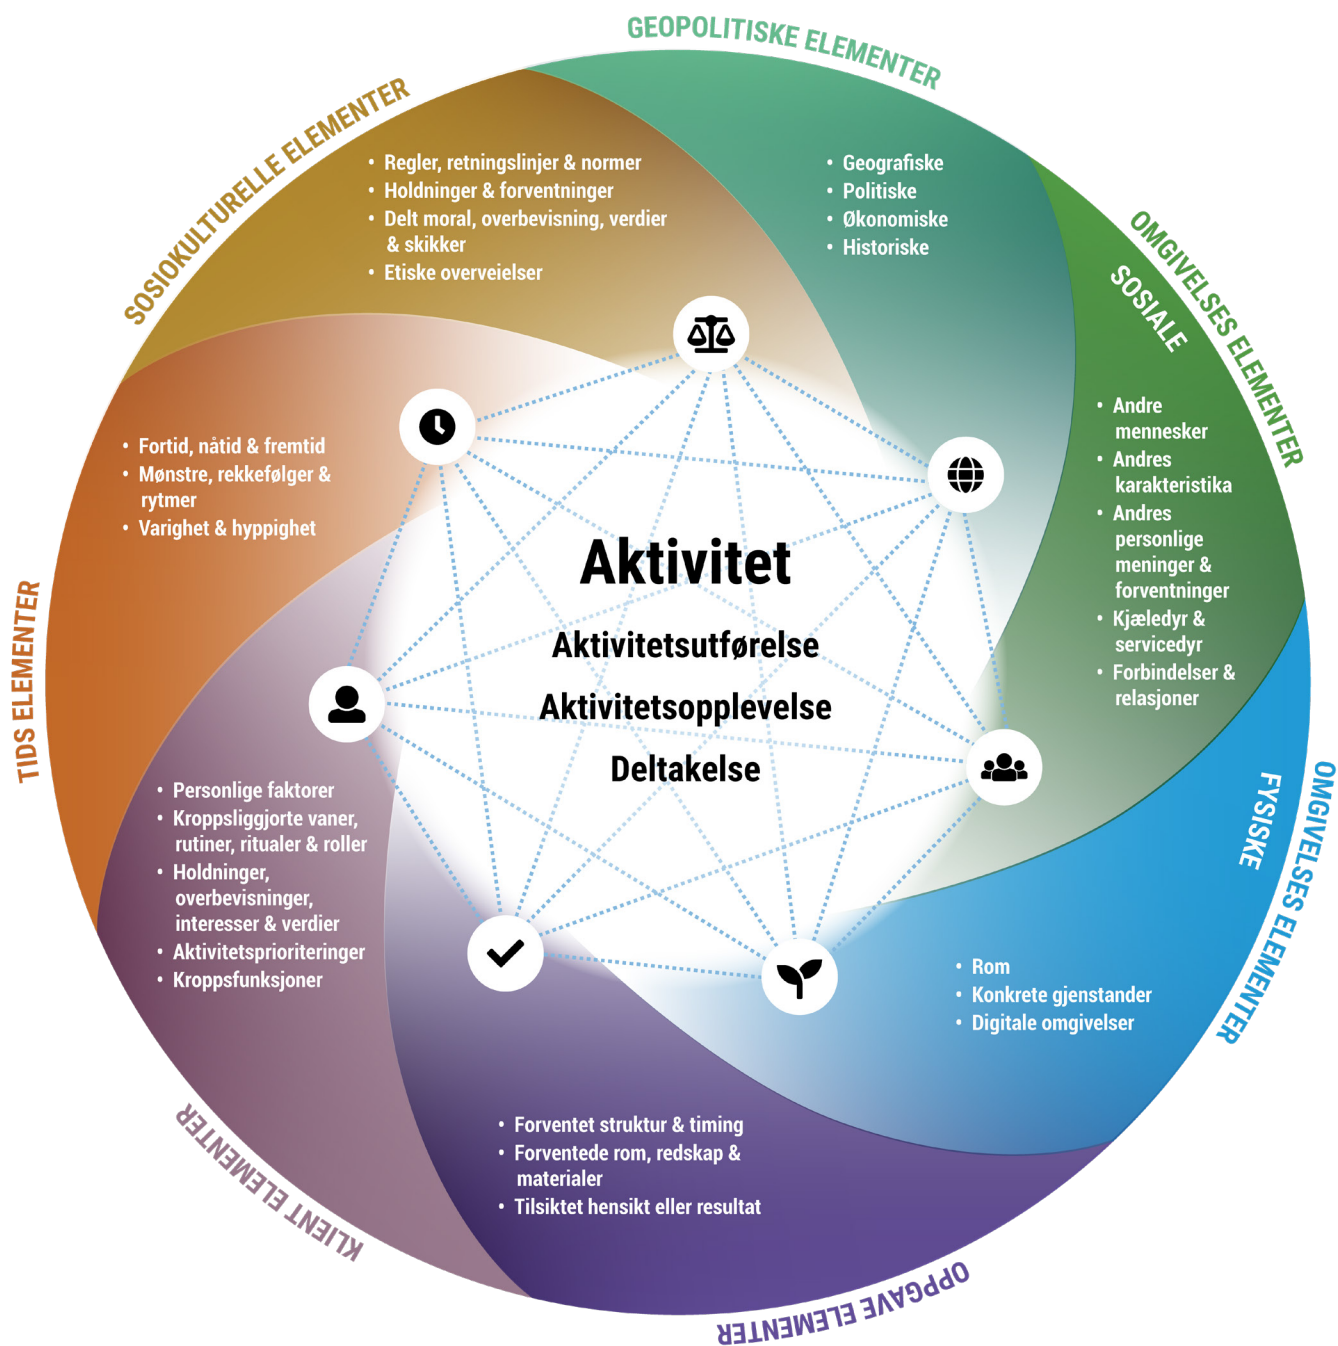 GEOPOLITISKE ELEMENTER
• Geografiske
• Politiske
• Økonomiske
• Historiske
OMGIVELSES ELEMENTER
SOSIALE
• Andre
mennesker
• Andres
karakteristika
• Andres
personlige
meninger &
forventninger
• Kjæledyr &
servicedyr
• Forbindelser &
relasjoner
OMGIVELSES ELEMENTER
FYSISKE
• Rom
• Konkrete gjenstander
• Digitale omgivelser
OPPGAVE ELEMENTER
• Forventet struktur & timing
• Forventede rom, redskap &
materialer
• Tilsiktet hensikt eller resultat
KLIENT ELEMENTER
• Personlige faktorer
• Kroppsliggjorte vaner,
rutiner, ritualer & roller
• Holdninger,
overbevisninger,
interesser & verdier
• Aktivitetsprioriteringer
• Kroppsfunksjoner
TIDS ELEMENTER
• Fortid, nåtid & fremtid
• Mønstre, rekkefølger &
rytmer
• Varighet & hyppighet
SOSIOKULTURELLE ELEMENTER
• Regler, retningslinjer & normer
• Holdninger & forventninger
• Delt moral, overbevisning, verdier
& skikker
• Etiske overveielser
Aktivitet
Aktivitetsutførelse
Aktivitetsopplevelse
Deltakelse